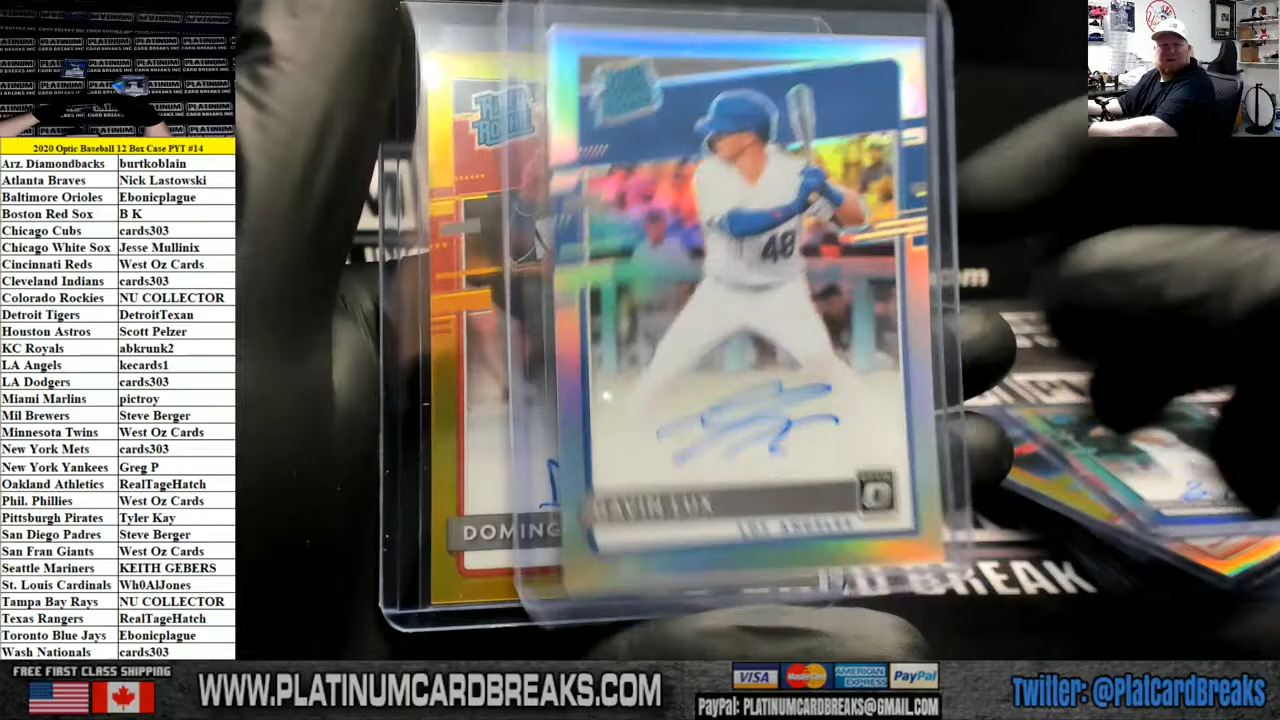 2020 Optic Baseball 12 Box Case PYT #14
Arz. Diamondbacks burtkoblain
Atlanta Braves Nick Lastowski
Baltimore Orioles Ebonicplague
Boston Red Sox B K
Chicago Cubs cards303
Chicago White Sox Jesse Mullinix
Cincinnati Reds West Oz Cards
Cleveland Indians cards303
Colorado Rockies NU COLLECTOR
Detroit Tigers DetroitTexan
Houston Astros Scott Pelzer
KC Royals abkrunk2
LA Angels kecards1
LA Dodgers cards303
Miami Marlins pictroy
Mil Brewers Steve Berger
Minnesota Twins West Oz Cards
New York Mets cards303
New York Yankees Greg P
Oakland Athletics RealTageHatch
Phil. Phillies West Oz Cards
Pittsburgh Pirates Tyler Kay
San Diego Padres Steve Berger
San Fran Giants West Oz Cards
Seattle Mariners KEITH GEBERS
St. Louis Cardinals Wh0AlJones
Tampa Bay Rays NU COLLECTOR
Texas Rangers RealTageHatch
Toronto Blue Jays Ebonicplague
Wash Nationals cards303
48
DOMING
LOS ANGELES
BREAK
FREE FIRST CLASS SHIPPING
WWW.PLATINUMCARDBREAKS.COM
VISA MasterCard AMERICAN EXPRESS PayPal
PayPal: PLATINUMCARDBREAKS@GMAIL.COM
Twitter: @PlatCardBreaks